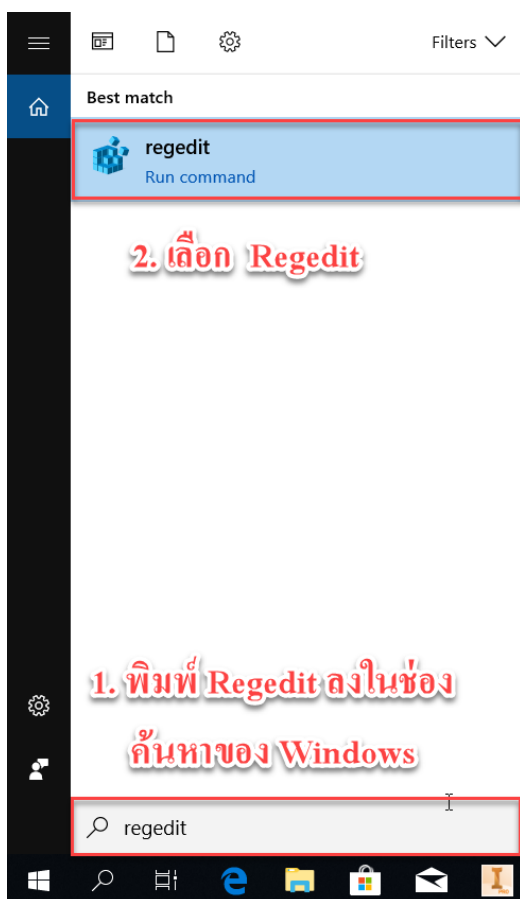 Filters
Best match
regedit
Run command
2. เลือก Regedit
1. พิมพ์ Regedit ลงในช่อง
ค้นหาของ Windows
regedit